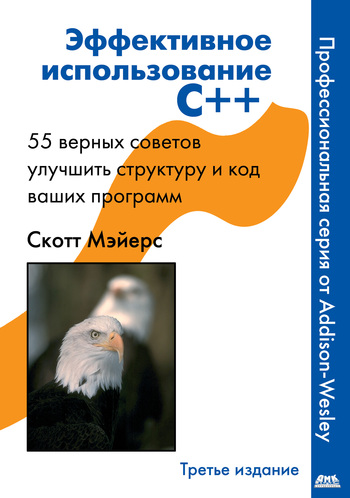 Эффективное
использование
C++
55 верных советов
улучшить структуру и код
ваших программ
Скотт Мэйерс
Третье издание
Профессиональная серия от Addison-Wesley
ДМК